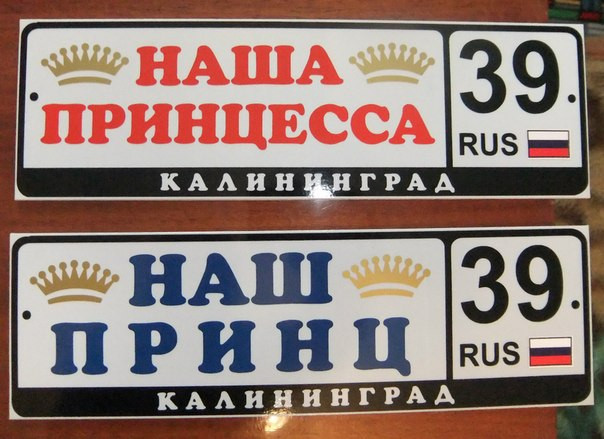 НАША
ПРИНЦЕССА
39
RUS
КАЛИНИНГРАД
НАШ
ПРИНЦ
39
RUS
КАЛИНИНГРАД